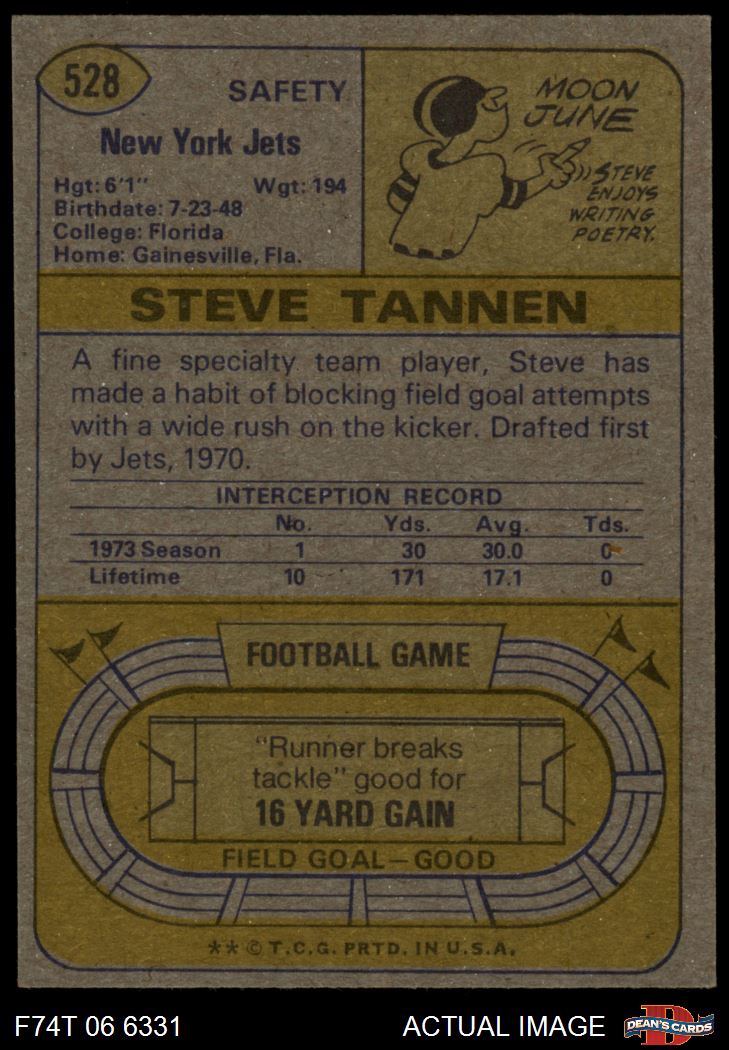 528
SAFETY
New York Jets
Hgt: 6'1" Wgt: 194
Birthdate: 7-23-48
College: Florida
Home: Gainesville, Fla.
MOON
JUNE
STEVE
ENJOYS
WRITING
POETRY.
STEVE TANNEN
A fine specialty team player, Steve has
made a habit of blocking field goal attempts
with a wide rush on the kicker. Drafted first
by Jets, 1970.
INTERCEPTION RECORD
No. Yds. Avg. Tds.
1973 Season 1 30 30.0 0
Lifetime 10 171 17.1 0
FOOTBALL GAME
"Runner breaks
tackle" good for
16 YARD GAIN
FIELD GOAL—GOOD
** © T.C.G. PRTD. IN U.S.A.
F74T 06 6331 ACTUAL IMAGE D DEAN'S CARDS